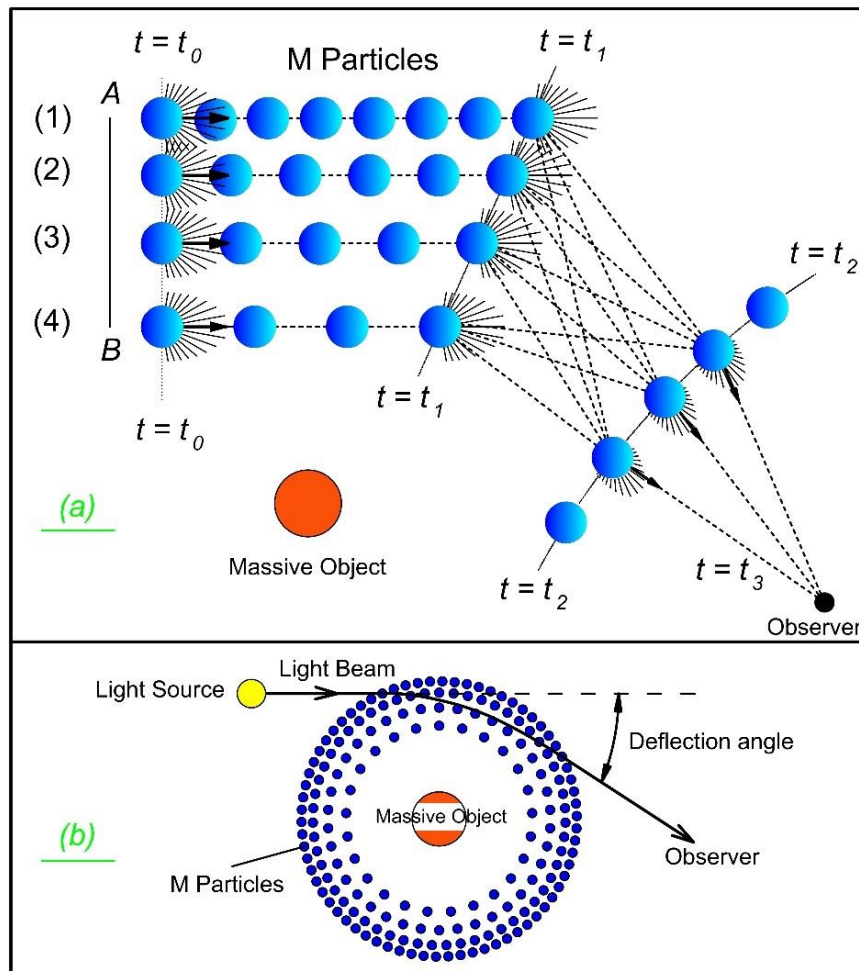 t = t0
M Particles
t = t1
A
(1)
(2)
(3)
(4)
B
t = t2
t = t0
t = t1
(a)
Massive Object
t = t2
t = t3
Observer
Light Beam
Light Source
Deflection angle
Massive Object
(b)
M Particles
Observer